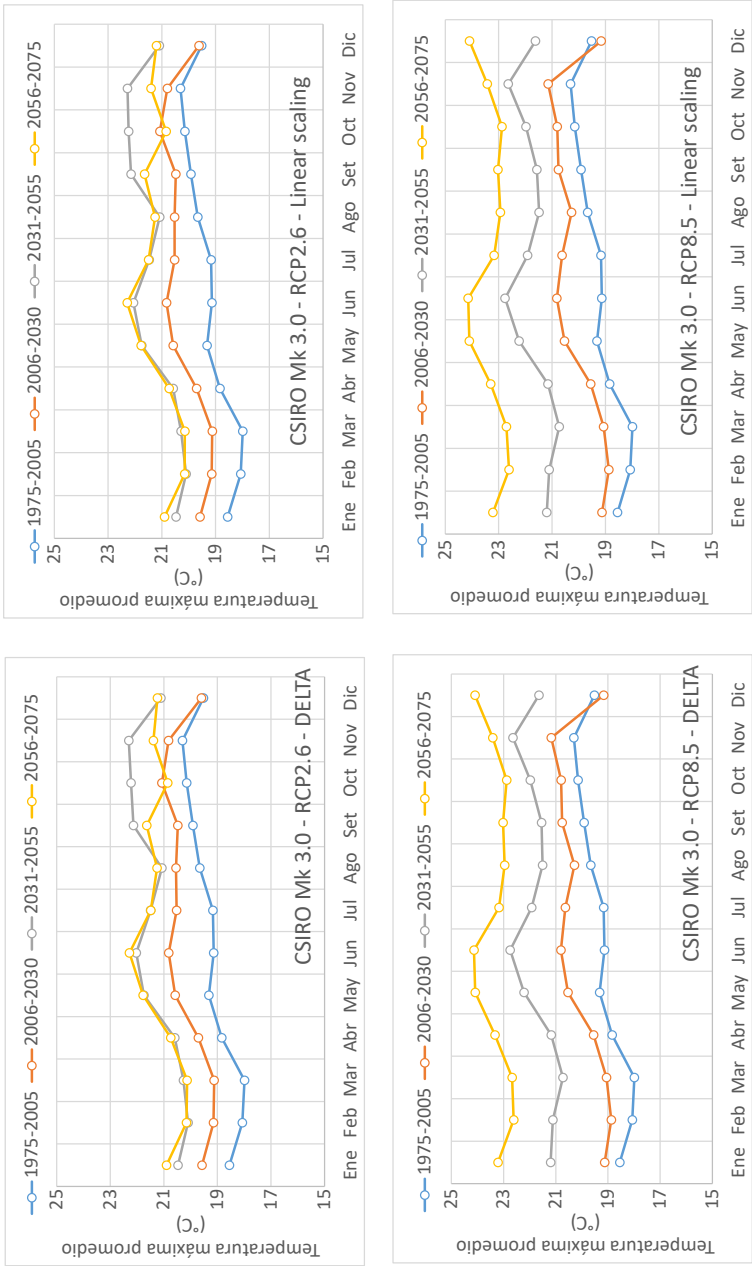 1975-2005 2006-2030 2031-2055 2056-2075
Temperatura máxima promedio
(°C)
25
23
21
19
17
15
CSIRO Mk 3.0 - RCP2.6 - DELTA
Ene Feb Mar Abr May Jun Jul Ago Set Oct Nov Dic
1975-2005 2006-2030 2031-2055 2056-2075
Temperatura máxima promedio
(°C)
25
23
21
19
17
15
CSIRO Mk 3.0 - RCP2.6 - Linear scaling
Ene Feb Mar Abr May Jun Jul Ago Set Oct Nov Dic
1975-2005 2006-2030 2031-2055 2056-2075
Temperatura máxima promedio
(°C)
25
23
21
19
17
15
CSIRO Mk 3.0 - RCP8.5 - DELTA
Ene Feb Mar Abr May Jun Jul Ago Set Oct Nov Dic
1975-2005 2006-2030 2031-2055 2056-2075
Temperatura máxima promedio
(°C)
25
23
21
19
17
15
CSIRO Mk 3.0 - RCP8.5 - Linear scaling
Ene Feb Mar Abr May Jun Jul Ago Set Oct Nov Dic